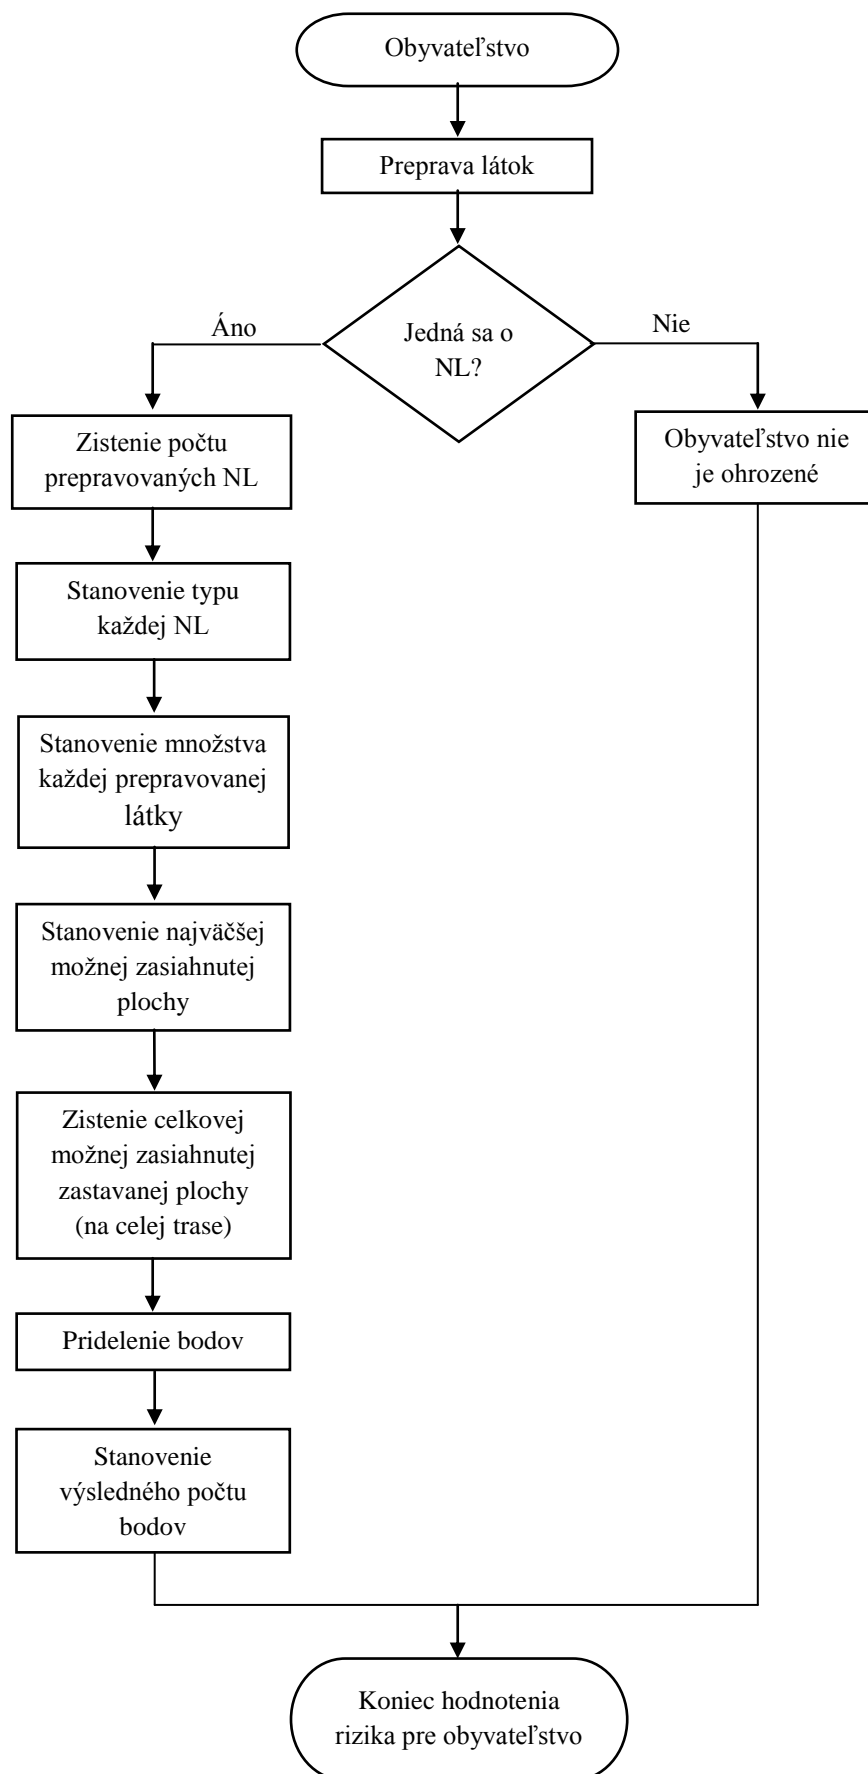 Obyvateľstvo
Preprava látok
Jedná sa o
NL?
Áno
Nie
Zistenie počtu
prepravovaných NL
Obyvateľstvo nie
je ohrozené
Stanovenie typu
každej NL
Stanovenie množstva
každej prepravovanej
látky
Stanovenie najväčšej
možnej zasiahnutej
plochy
Zistenie celkovej
možnej zasiahnutej
zastavanej plochy
(na celej trase)
Pridelenie bodov
Stanovenie
výsledného počtu
bodov
Koniec hodnotenia
rizika pre obyvateľstvo